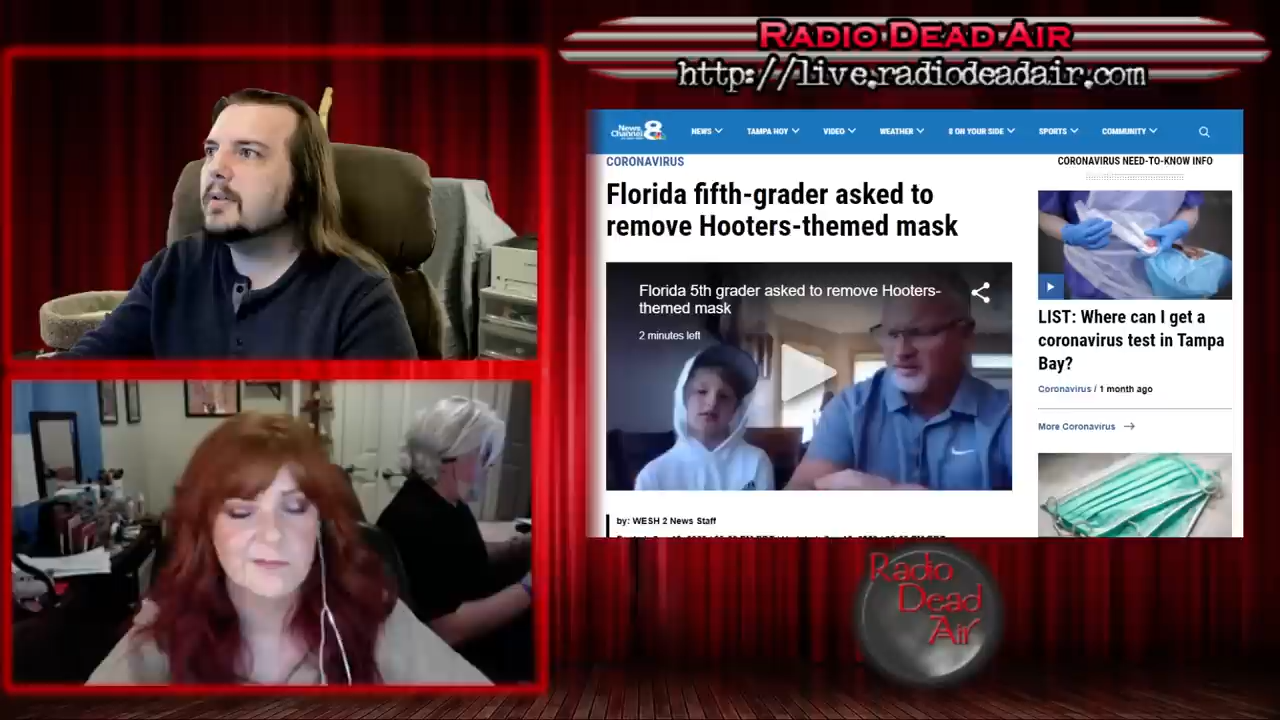 RADIO DEAD AIR
http://live.radiodeadair.com
News
Channel 8
NEWS
TAMPA HOY
VIDEO
WEATHER
8 ON YOUR SIDE
SPORTS
COMMUNITY
CORONAVIRUS
Florida fifth-grader asked to
remove Hooters-themed mask
Florida 5th grader asked to remove Hooters-
themed mask
2 minutes left
by: WESH 2 News Staff
CORONAVIRUS NEED-TO-KNOW INFO
LIST: Where can I get a
coronavirus test in Tampa
Bay?
Coronavirus / 1 month ago
More Coronavirus
Radio
Dead
Air